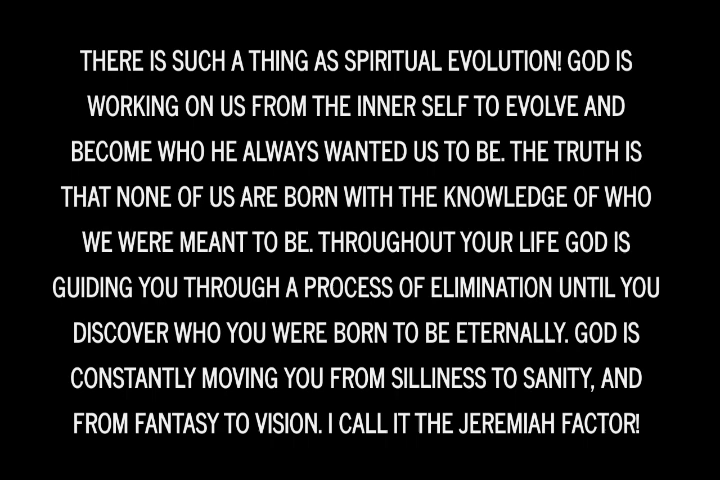 THERE IS SUCH A THING AS SPIRITUAL EVOLUTION! GOD IS
WORKING ON US FROM THE INNER SELF TO EVOLVE AND
BECOME WHO HE ALWAYS WANTED US TO BE. THE TRUTH IS
THAT NONE OF US ARE BORN WITH THE KNOWLEDGE OF WHO
WE WERE MEANT TO BE. THROUGHOUT YOUR LIFE GOD IS
GUIDING YOU THROUGH A PROCESS OF ELIMINATION UNTIL YOU
DISCOVER WHO YOU WERE BORN TO BE ETERNALLY. GOD IS
CONSTANTLY MOVING YOU FROM SILLINESS TO SANITY, AND
FROM FANTASY TO VISION. I CALL IT THE JEREMIAH FACTOR!